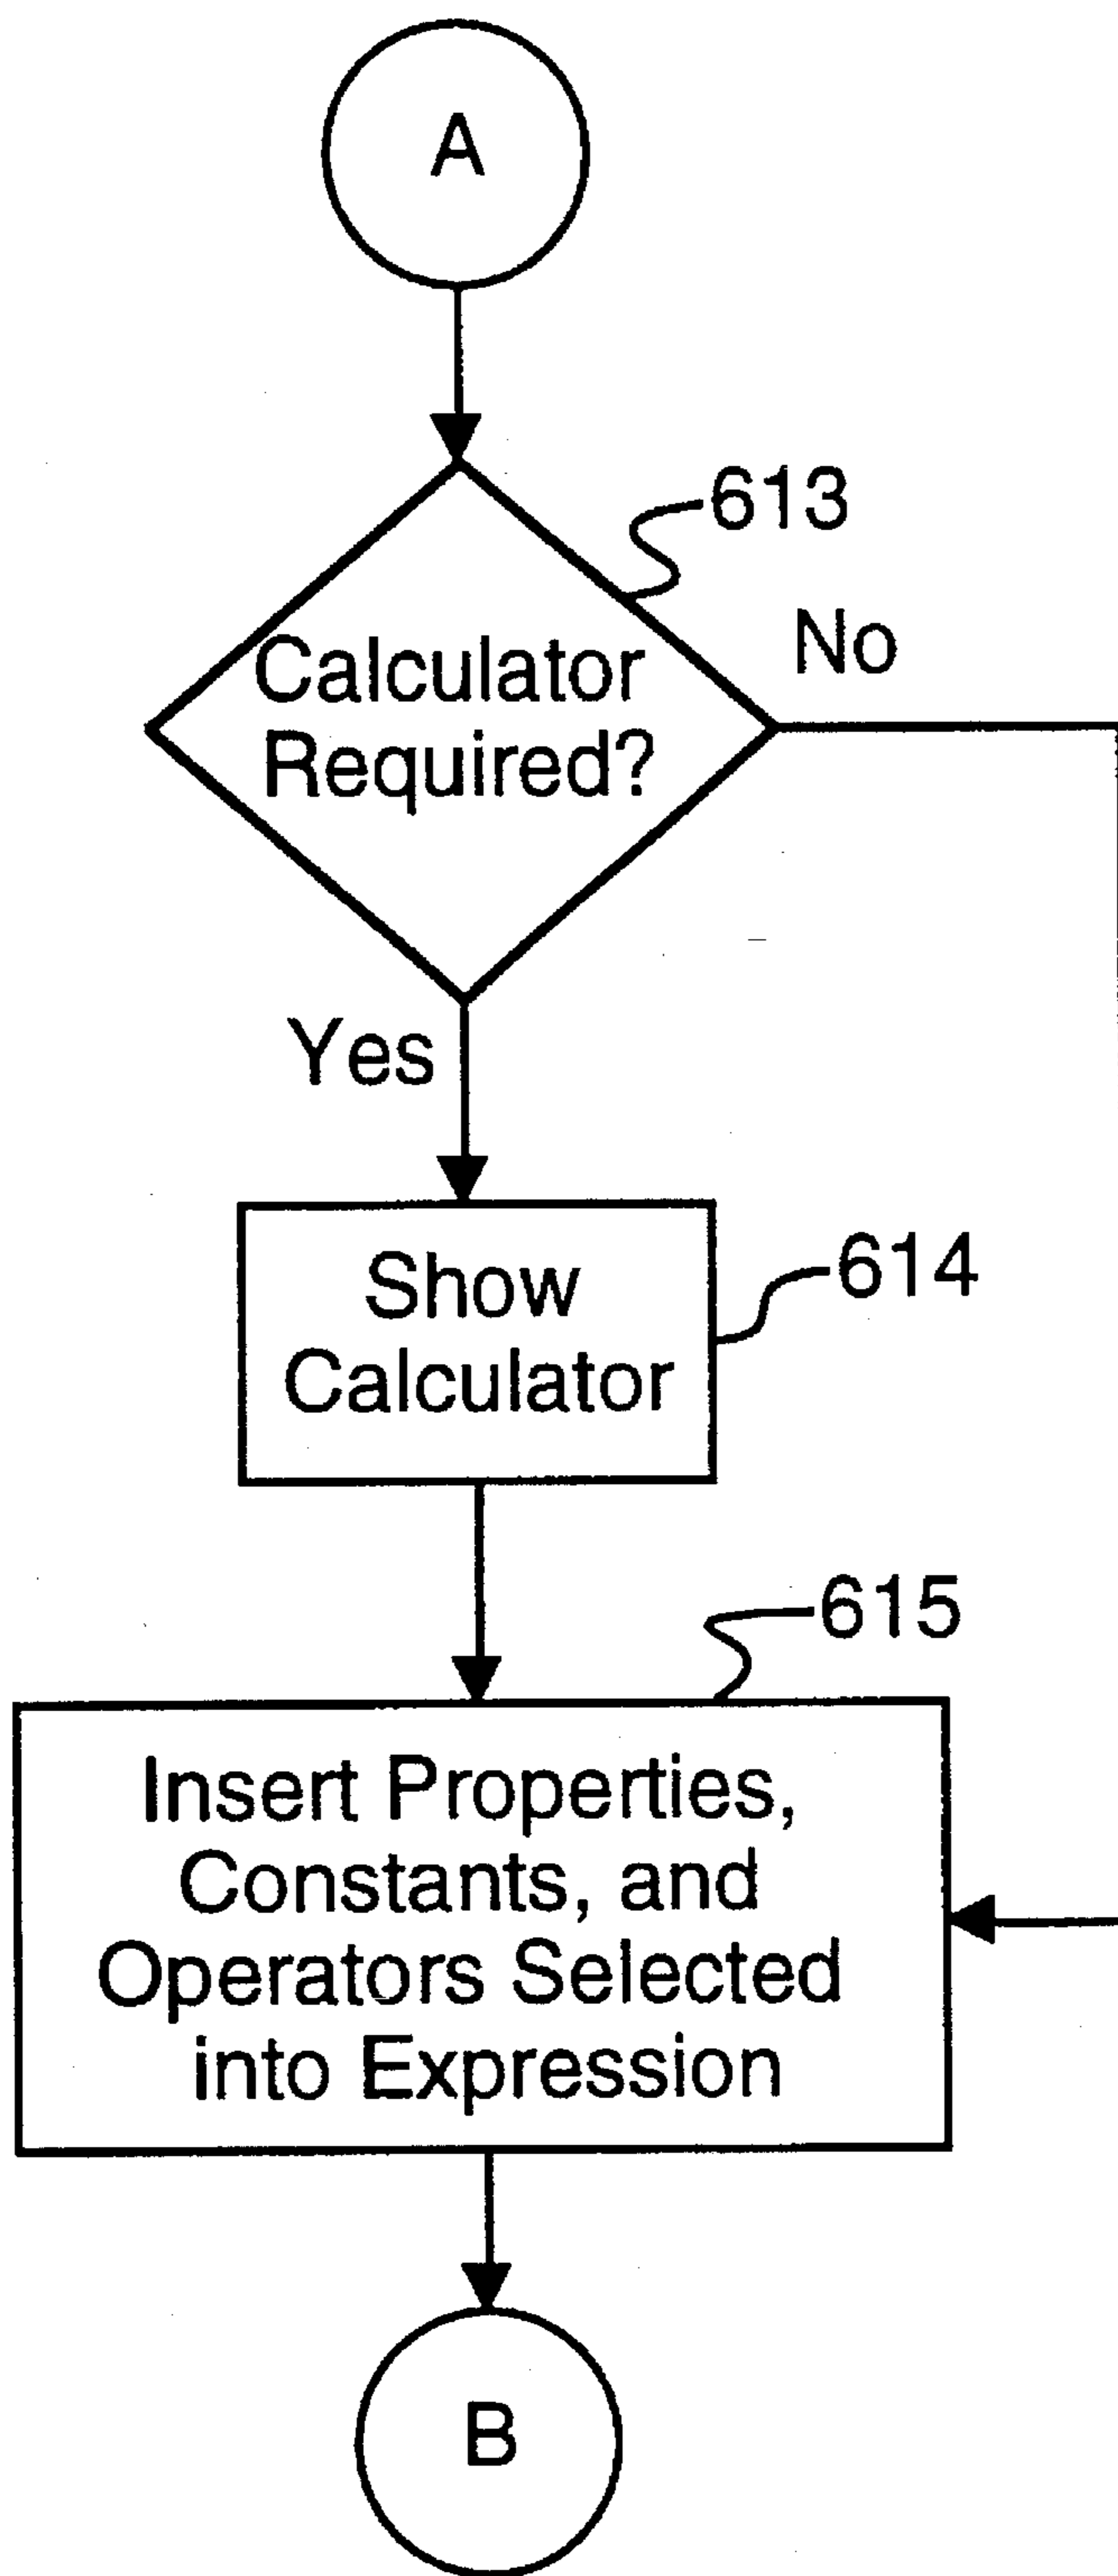 A
613
No
Calculator
Required?
Yes
Show
Calculator
614
615
Insert Properties,
Constants, and
Operators Selected
into Expression
B